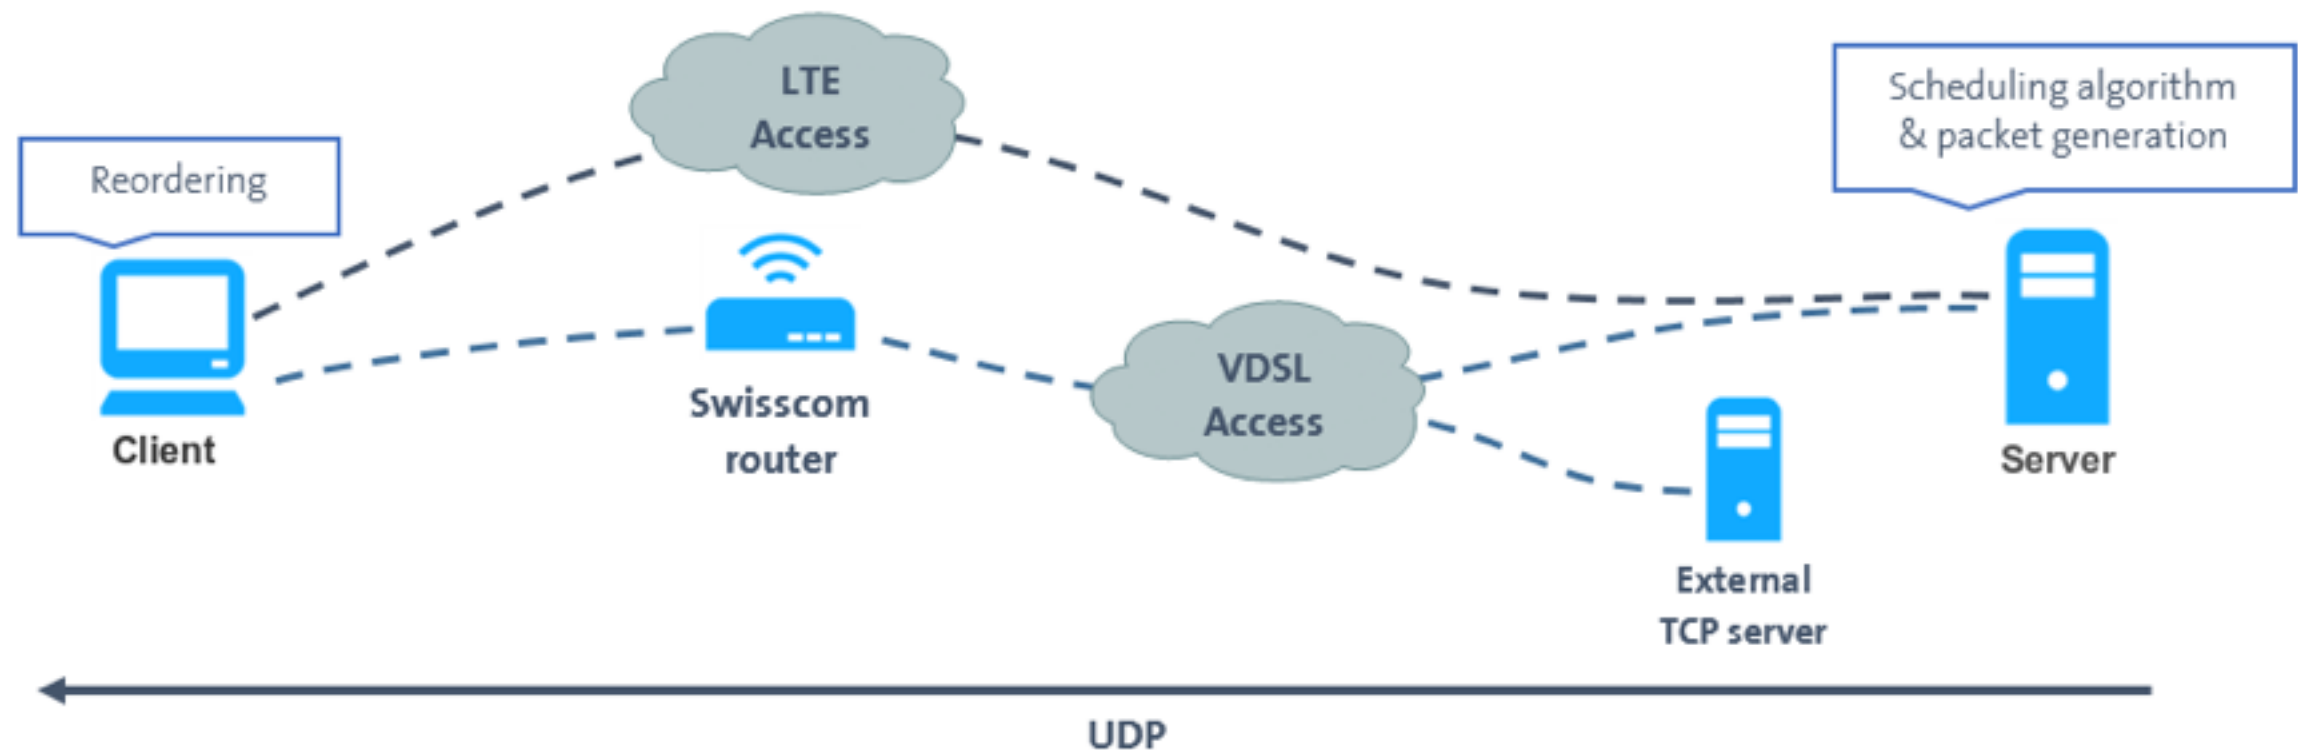 LTE
Access
Scheduling algorithm
& packet generation
Reordering
Client
Swisscom
router
VDSL
Access
Server
External
TCP server
UDP